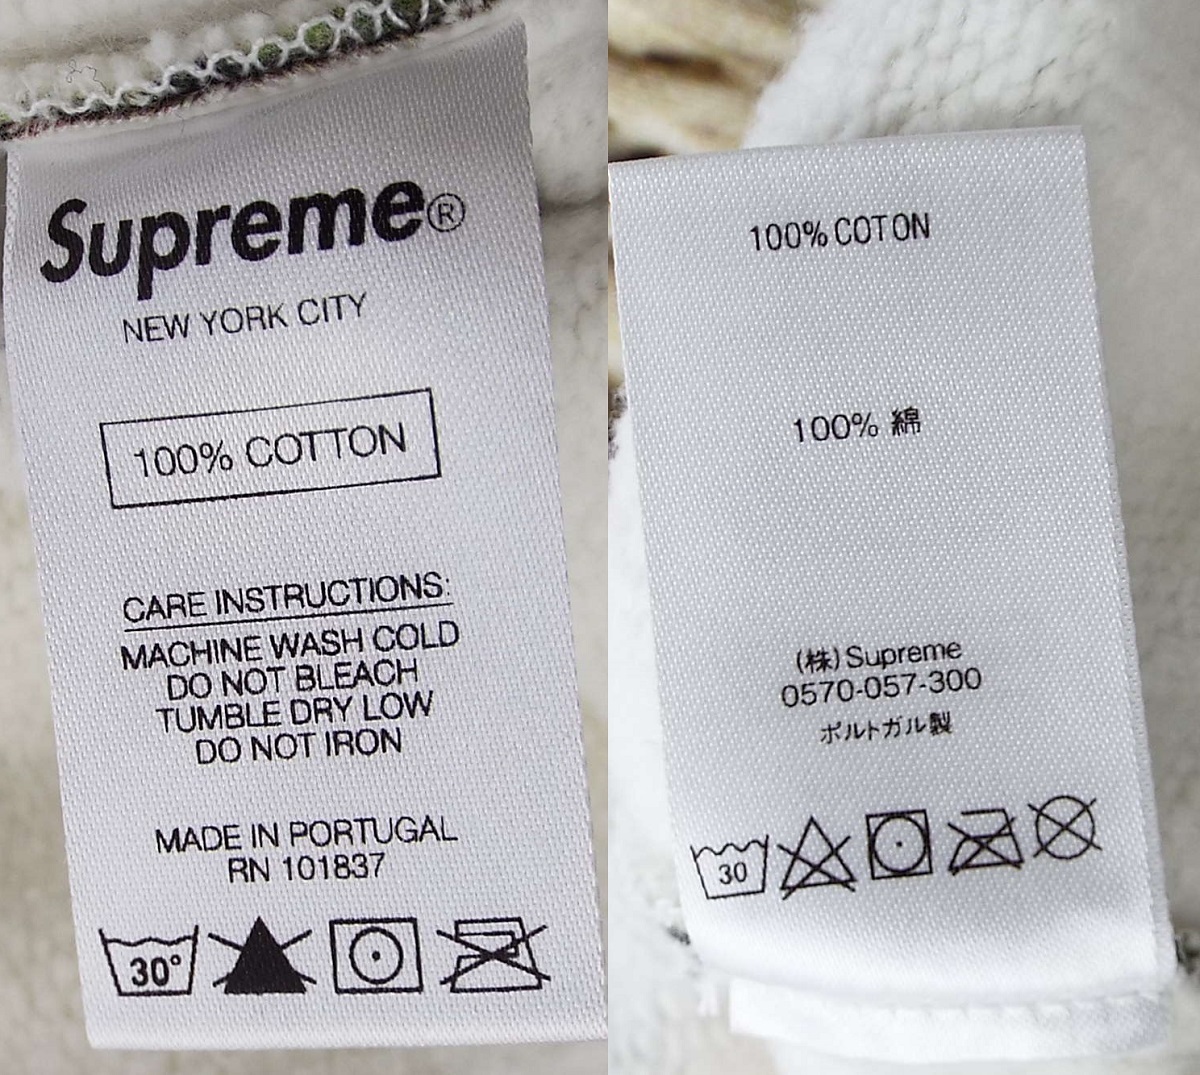 Supreme®
NEW YORK CITY
100% COTTON
CARE INSTRUCTIONS:
MACHINE WASH COLD
DO NOT BLEACH
TUMBLE DRY LOW
DO NOT IRON
MADE IN PORTUGAL
RN 101837
30°
100% COTON
100% 綿
(株)Supreme
0570-057-300
ポルトガル製
30